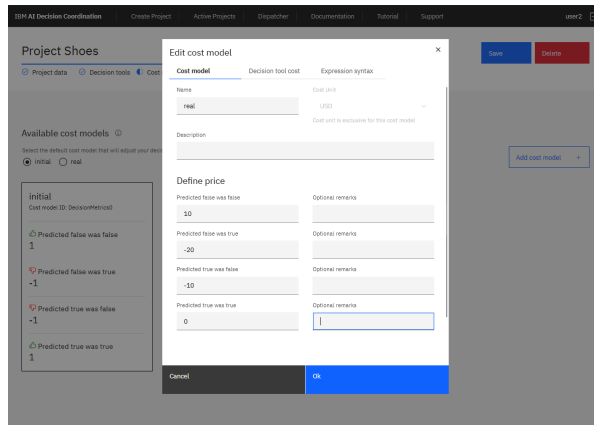 IBM AI Decision Coordination Create Project Active Projects Dispatcher Documentation Tutorial Support user2
Project Shoes
Save Delete
Project data Decision tools Cost
Edit cost model
Cost model Decision tool cost Expression syntax
Name Cost Unit
real USD
Cost unit is exclusive for this cost model
Description
Define price
Predicted false was false Optional remarks
10
Predicted false was true Optional remarks
-20
Predicted true was false Optional remarks
-10
Predicted true was true Optional remarks
0
Cancel Ok
Available cost models
Select the default cost model that will adjust your deci
initial real
Add cost model +
initial
Cost model ID: DecisionMetrics0
Predicted false was false
1
Predicted false was true
-1
Predicted true was false
-1
Predicted true was true
1